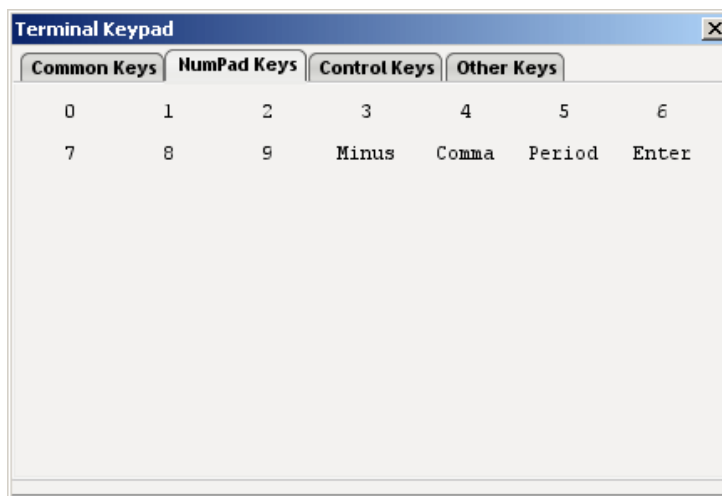 Terminal Keypad
Common Keys NumPad Keys Control Keys Other Keys
0 1 2 3 4 5 6
7 8 9 Minus Comma Period Enter